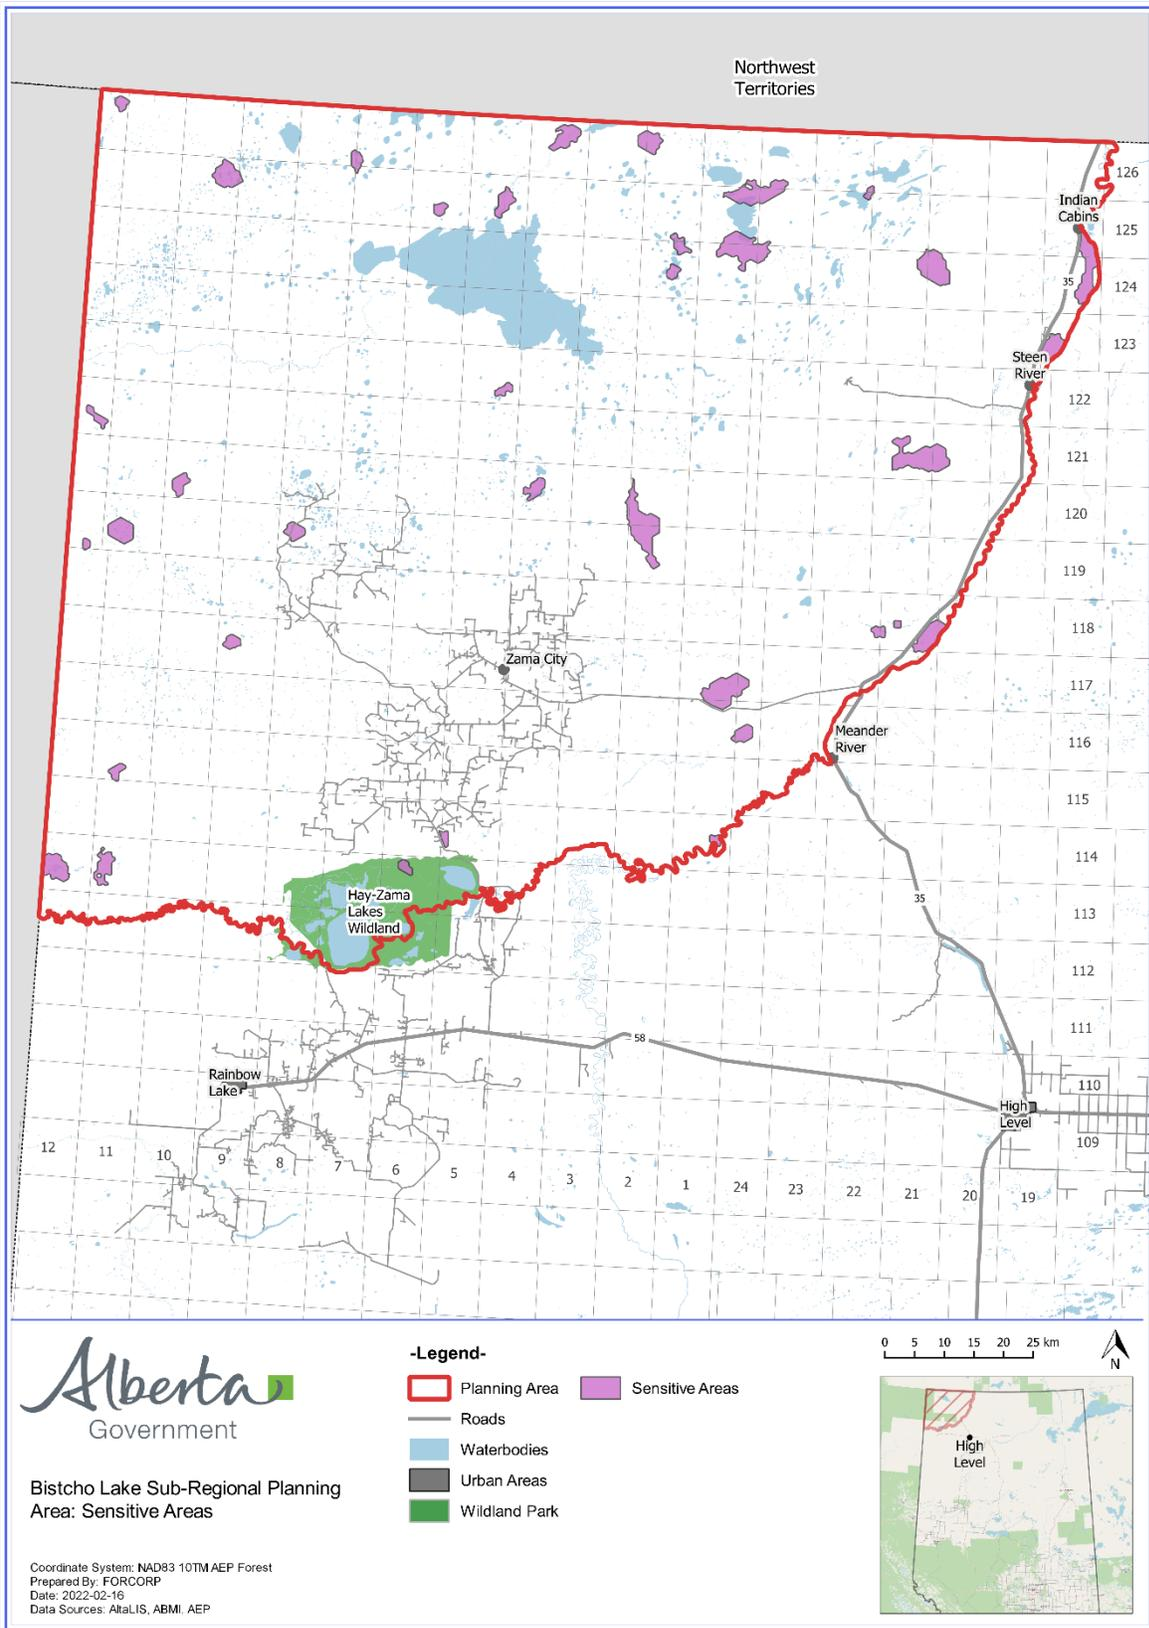 Northwest
Territories
126
Indian
Cabins
125
35
124
123
Steen
River
122
121
120
119
118
Zama City
117
Meander
River
116
115
114
Hay-Zama
Lakes
Wildland
35
113
112
111
58
Rainbow
Lake
110
High
Level
109
12
11
10
9
8
7
6
5
4
3
2
1
24
23
22
21
20
19
Alberta
Government
Bistcho Lake Sub-Regional Planning
Area: Sensitive Areas
Coordinate System: NAD83 10TM AEP Forest
Prepared By: FORCORP
Date: 2022-02-16
Data Sources: AltaLIS, ABMI, AEP
-Legend-
Planning Area
Sensitive Areas
Roads
Waterbodies
Urban Areas
Wildland Park
0 5 10 15 20 25 km
N
High
Level